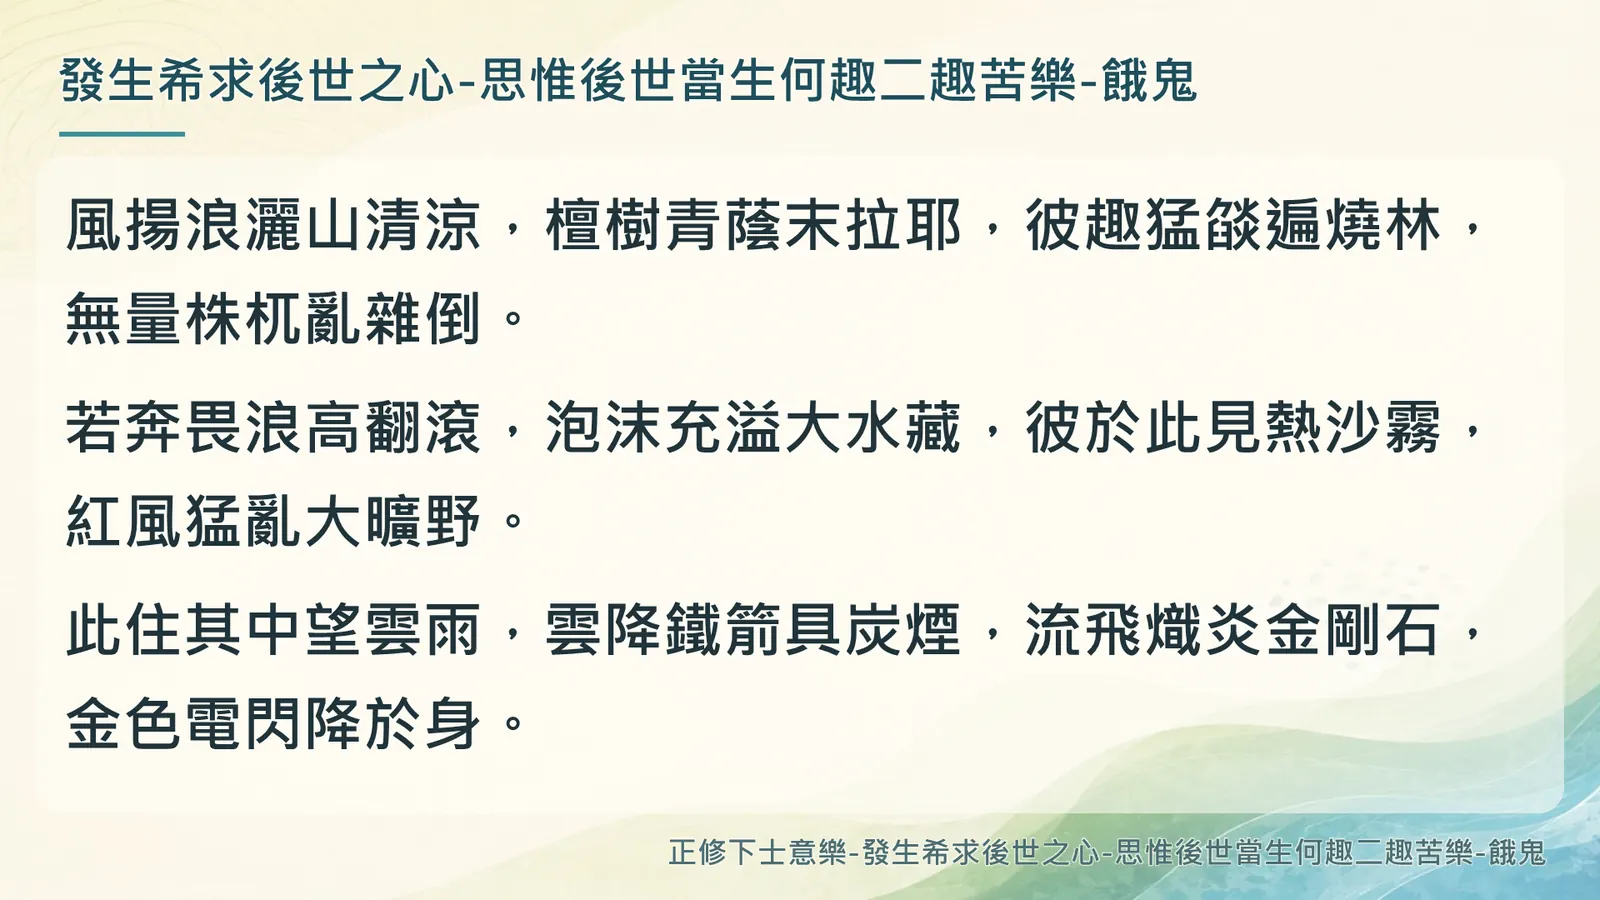 發生希求後世之心-思惟後世當生何趣二趣苦樂-餓鬼
風揚浪灑山清涼，檀樹青蔭末拉耶，彼趣猛燄遍燒林，
無量株杌亂雜倒。
若奔畏浪高翻滾，泡沫充溢大水藏，彼於此見熱沙霧，
紅風猛亂大曠野。
此住其中望雲雨，雲降鐵箭具炭煙，流飛熾炎金剛石，
金色電閃降於身。
正修下士意樂-發生希求後世之心-思惟後世當生何趣二趣苦樂-餓鬼